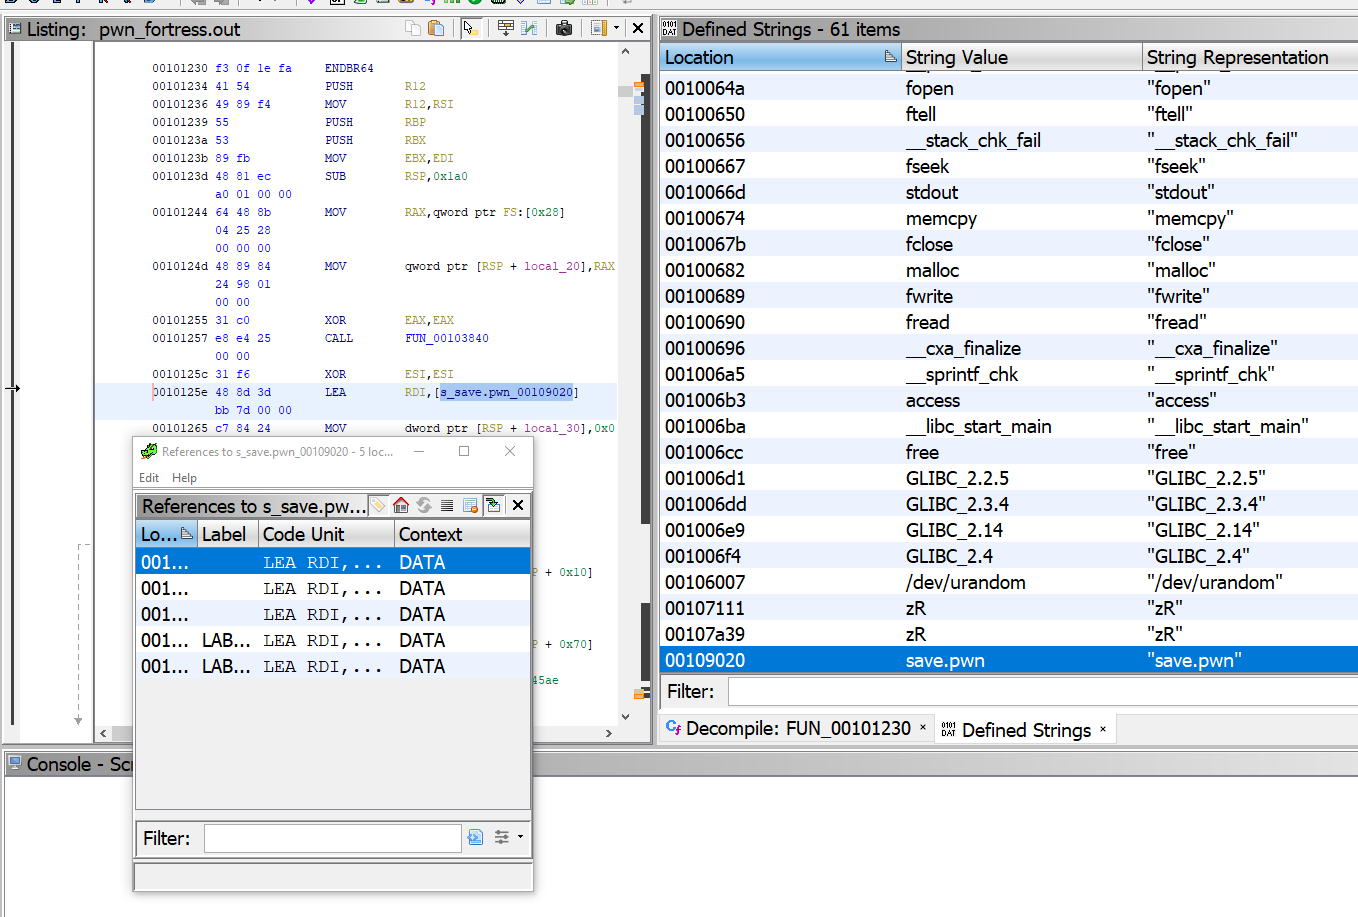 Listing: pwn_fortress.out
00101230 f3 0f 1e fa ENDBR64
00101234 41 54 PUSH R12
00101236 49 89 f4 MOV R12,RSI
00101239 55 PUSH RBP
0010123a 53 PUSH RBX
0010123b 89 fb MOV EBX,EDI
0010123d 48 81 ec SUB RSP,0x1a0
a0 01 00 00
00101244 64 48 8b MOV RAX,qword ptr FS:[0x28]
04 25 28
00 00 00
0010124d 48 89 84 MOV qword ptr [RSP + local_20],RAX
24 98 01
00 00
00101255 31 c0 XOR EAX,EAX
00101257 e8 e4 25 CALL FUN_00103840
00 00
0010125c 31 f6 XOR ESI,ESI
0010125e 48 8d 3d LEA RDI,[s_save.pwn_00109020]
bb 7d 00 00
00101265 c7 84 24 MOV dword ptr [RSP + local_30],0x0
References to s_save.pwn_00109020 - 5 loc...
Edit Help
References to s_save.pw...
Lo... Label Code Unit Context
001... LEA RDI,... DATA
001... LEA RDI,... DATA
001... LEA RDI,... DATA
001... LAB... LEA RDI,... DATA
001... LAB... LEA RDI,... DATA
Filter:
P + 0x10]
P + 0x70]
45ae
Defined Strings - 61 items
Location String Value String Representation
0010064a fopen "fopen"
00100650 ftell "ftell"
00100656 __stack_chk_fail "__stack_chk_fail"
00100667 fseek "fseek"
0010066d stdout "stdout"
00100674 memcpy "memcpy"
0010067b fclose "fclose"
00100682 malloc "malloc"
00100689 fwrite "fwrite"
00100690 fread "fread"
00100696 __cxa_finalize "__cxa_finalize"
001006a5 __sprintf_chk "__sprintf_chk"
001006b3 access "access"
001006ba __libc_start_main "__libc_start_main"
001006cc free "free"
001006d1 GLIBC_2.2.5 "GLIBC_2.2.5"
001006dd GLIBC_2.3.4 "GLIBC_2.3.4"
001006e9 GLIBC_2.14 "GLIBC_2.14"
001006f4 GLIBC_2.4 "GLIBC_2.4"
00106007 /dev/urandom "/dev/urandom"
00107111 zR "zR"
00107a39 zR "zR"
00109020 save.pwn "save.pwn"
Filter:
Decompile: FUN_00101230 × Defined Strings ×
Console - Scr